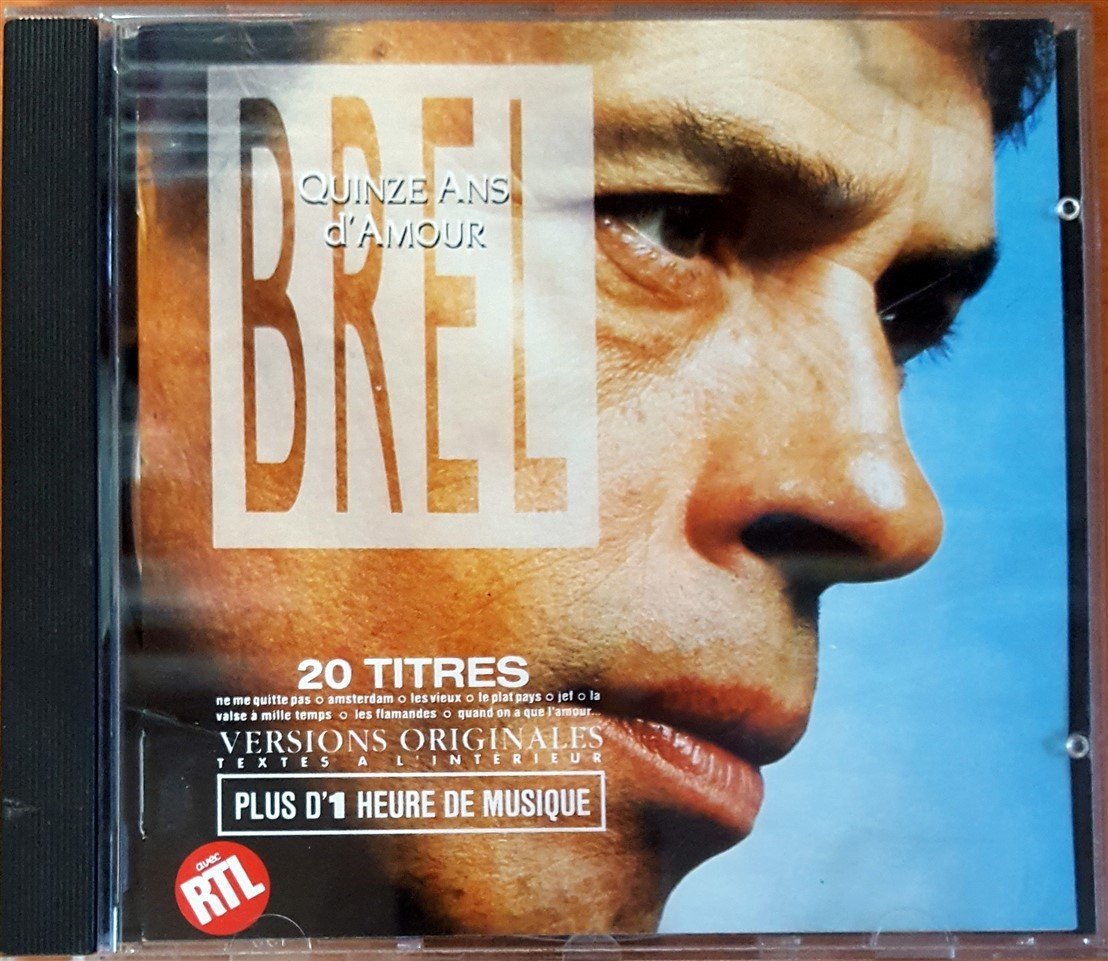 BREL
QUINZE ANS
d'AMOUR
20 TITRES
ne me quitte pas o amsterdam o les vieux o le plat pays o jef o la
valse à mille temps o les flamandes o quand on a que l'amour...
VERSIONS ORIGINALES
TEXTES A L'INTÉRIEUR
PLUS D'1 HEURE DE MUSIQUE
avec
RTL